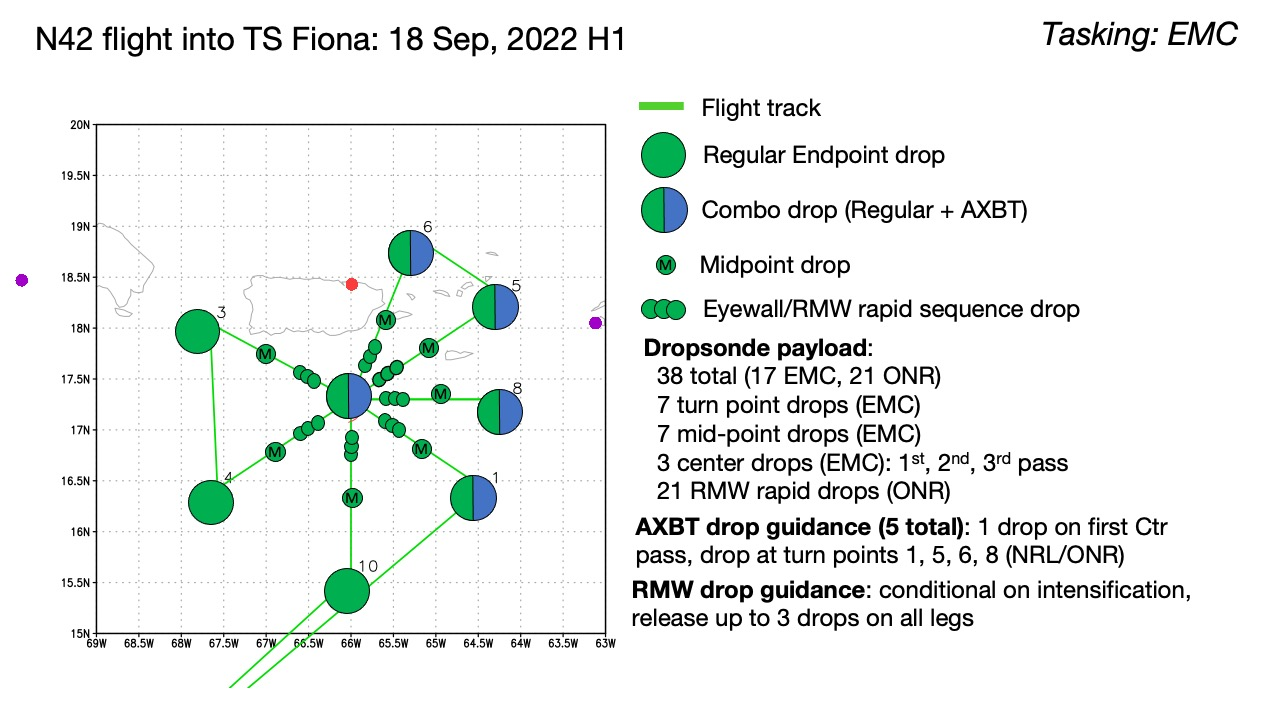 N42 flight into TS Fiona: 18 Sep, 2022 H1
Tasking: EMC
Flight track
Regular Endpoint drop
Combo drop (Regular + AXBT)
M Midpoint drop
Eyewall/RMW rapid sequence drop
Dropsonde payload:
38 total (17 EMC, 21 ONR)
7 turn point drops (EMC)
7 mid-point drops (EMC)
3 center drops (EMC): 1st, 2nd, 3rd pass
21 RMW rapid drops (ONR)
AXBT drop guidance (5 total): 1 drop on first Ctr
pass, drop at turn points 1, 5, 6, 8 (NRL/ONR)
RMW drop guidance: conditional on intensification,
release up to 3 drops on all legs
20N
19.5N
19N
18.5N
18N
17.5N
17N
16.5N
16N
15.5N
15N
69W 68.5W 68W 67.5W 67W 66.5W 66W 65.5W 65W 64.5W 64W 63.5W 63W
6
5
3
M
M
M
8
M
M
M
4
1
M
10